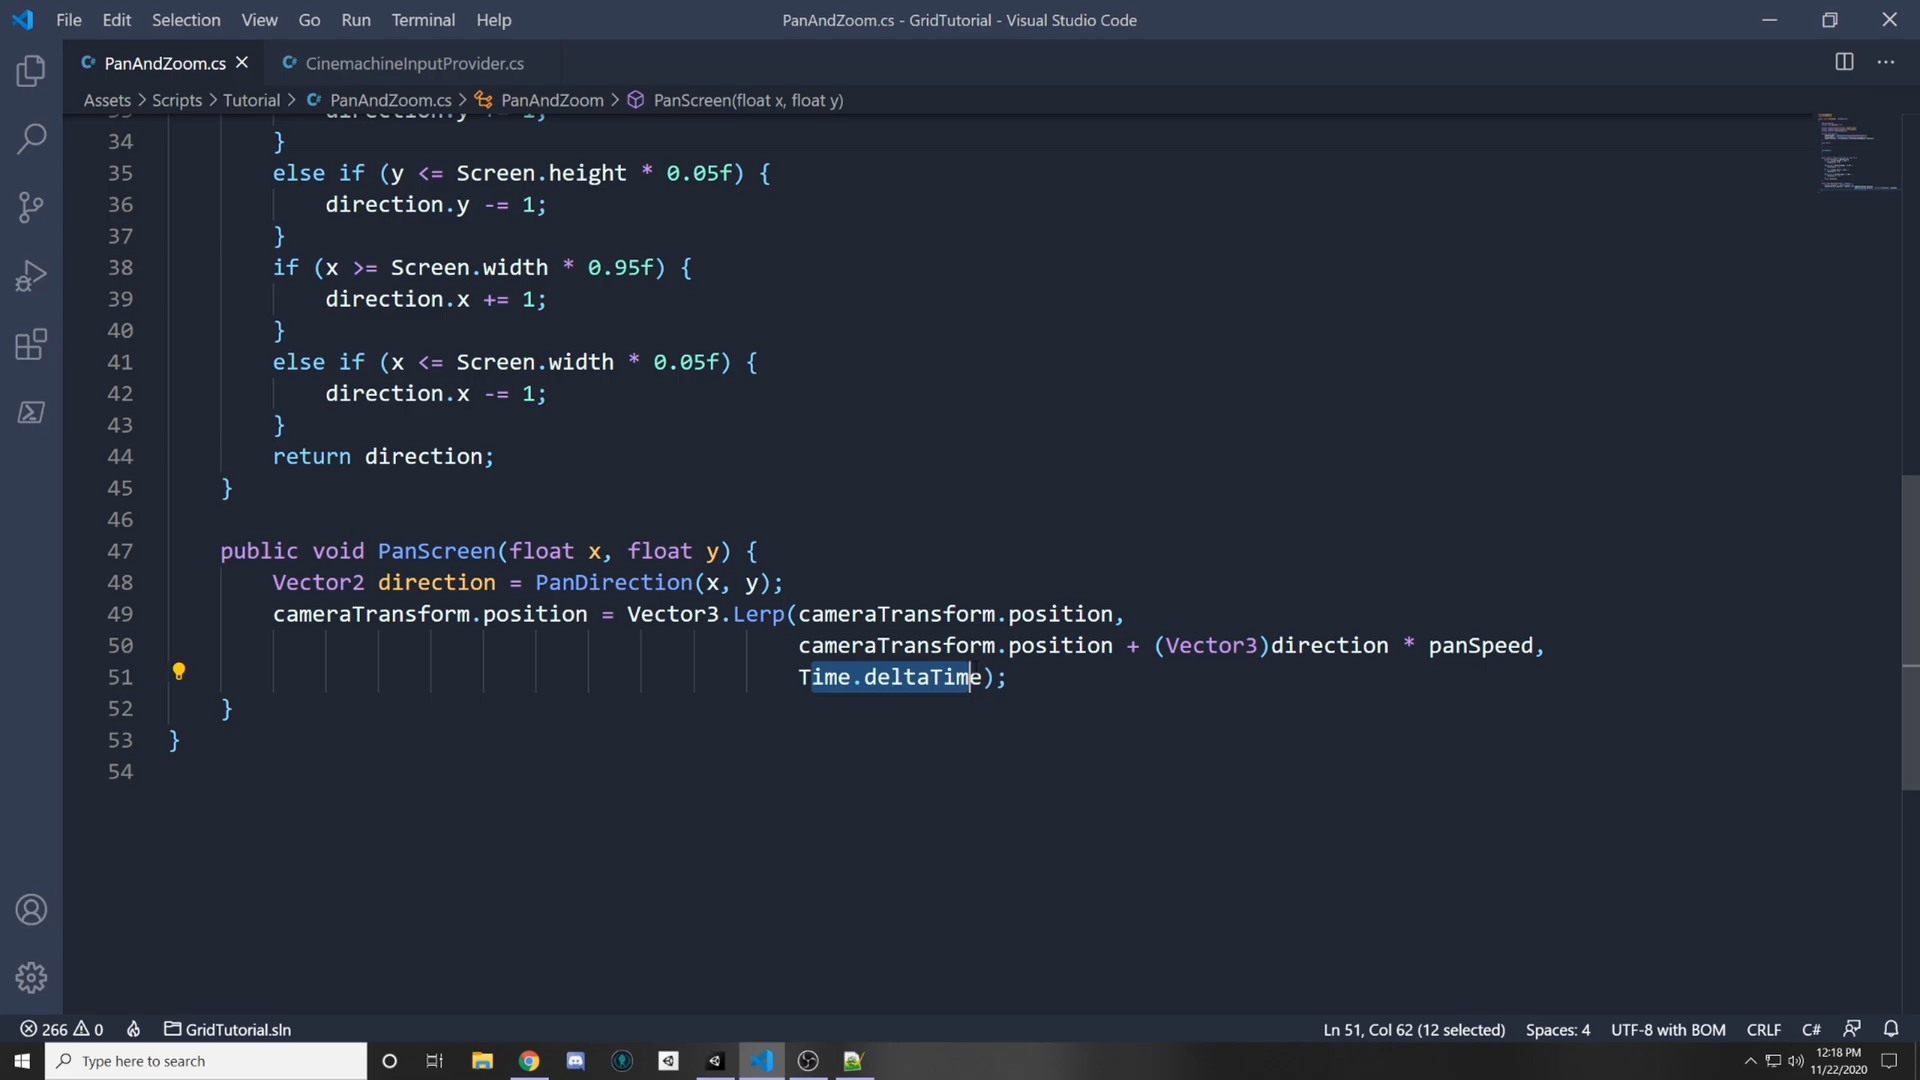 File Edit Selection View Go Run Terminal Help
PanAndZoom.cs - GridTutorial - Visual Studio Code
PanAndZoom.cs
CinemachineInputProvider.cs
Assets > Scripts > Tutorial > PanAndZoom.cs > PanAndZoom > PanScreen(float x, float y)
direction.y += 1;
34 }
35 else if (y <= Screen.height * 0.05f) {
36 direction.y -= 1;
37 }
38 if (x >= Screen.width * 0.95f) {
39 direction.x += 1;
40 }
41 else if (x <= Screen.width * 0.05f) {
42 direction.x -= 1;
43 }
44 return direction;
45 }
46
47 public void PanScreen(float x, float y) {
48 Vector2 direction = PanDirection(x, y);
49 cameraTransform.position = Vector3.Lerp(cameraTransform.position,
50 cameraTransform.position + (Vector3)direction * panSpeed,
51 Time.deltaTime);
52 }
53 }
54
266 0 GridTutorial.sln
Ln 51, Col 62 (12 selected) Spaces: 4 UTF-8 with BOM CRLF C#
Type here to search
12:18 PM
11/22/2020